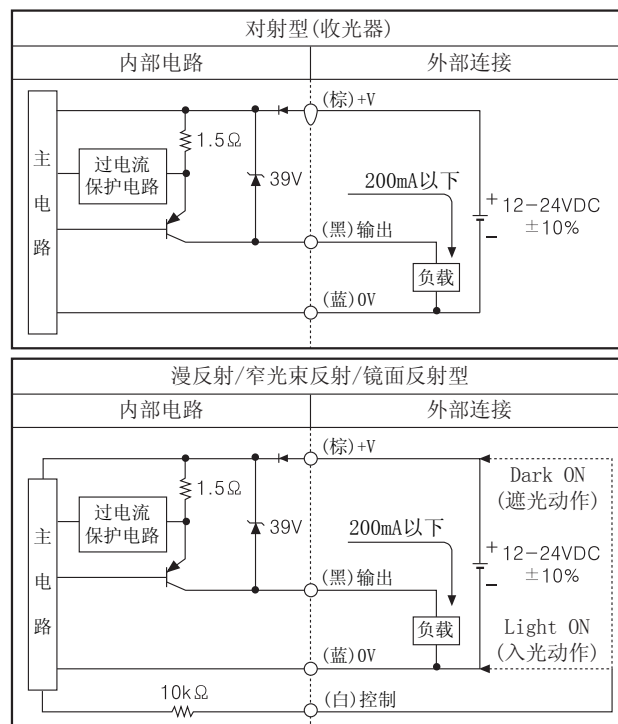 对射型(收光器)
内部电路
外部连接
(棕)+V
1.5Ω
主电路
过电流
保护电路
39V
200mA以下
+
12-24VDC
±10%
-
(黑)输出
负载
(蓝)0V
漫反射/窄光束反射/镜面反射型
内部电路
外部连接
(棕)+V
Dark ON
(遮光动作)
1.5Ω
主电路
过电流
保护电路
39V
200mA以下
+
12-24VDC
±10%
-
(黑)输出
负载
Light ON
(入光动作)
(蓝)0V
10kΩ
(白)控制